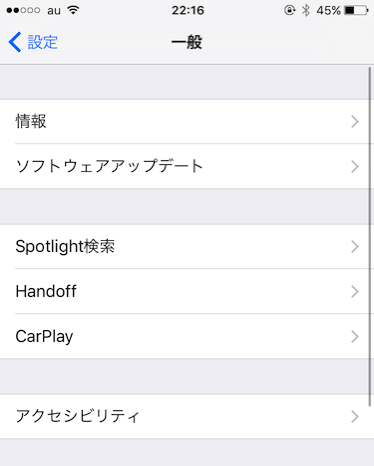 au 22:16 45%
設定 一般
情報
ソフトウェアアップデート
Spotlight検索
Handoff
CarPlay
アクセシビリティ